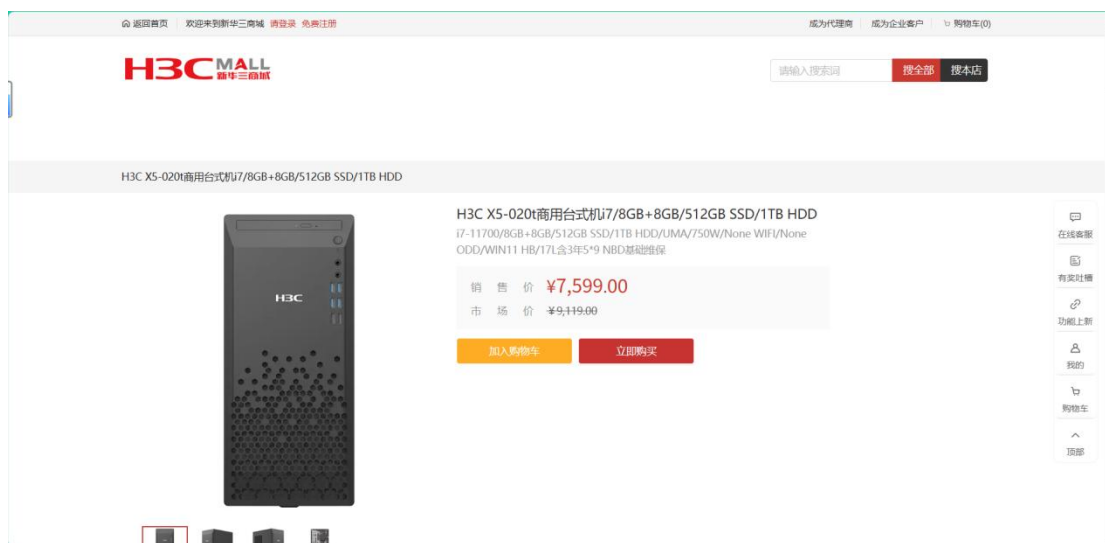 返回首页 欢迎来到新华三商城 请登录 免费注册 成为代理商 成为企业客户 购物车(0)
H3C MALL
新华三商城
请输入搜索词 搜全部 搜本店
H3C X5-020t商用台式机i7/8GB+8GB/512GB SSD/1TB HDD
H3C X5-020t商用台式机i7/8GB+8GB/512GB SSD/1TB HDD
i7-11700/8GB+8GB/512GB SSD/1TB HDD/UMA/750W/None WIFI/None
ODD/WIN11 HB/17L含3年5*9 NBD基础维保
销 售 价 ¥7,599.00
市 场 价 ¥9,119.00
加入购物车 立即购买
H3C
在线客服
有奖吐槽
功能上新
我的
购物车
顶部